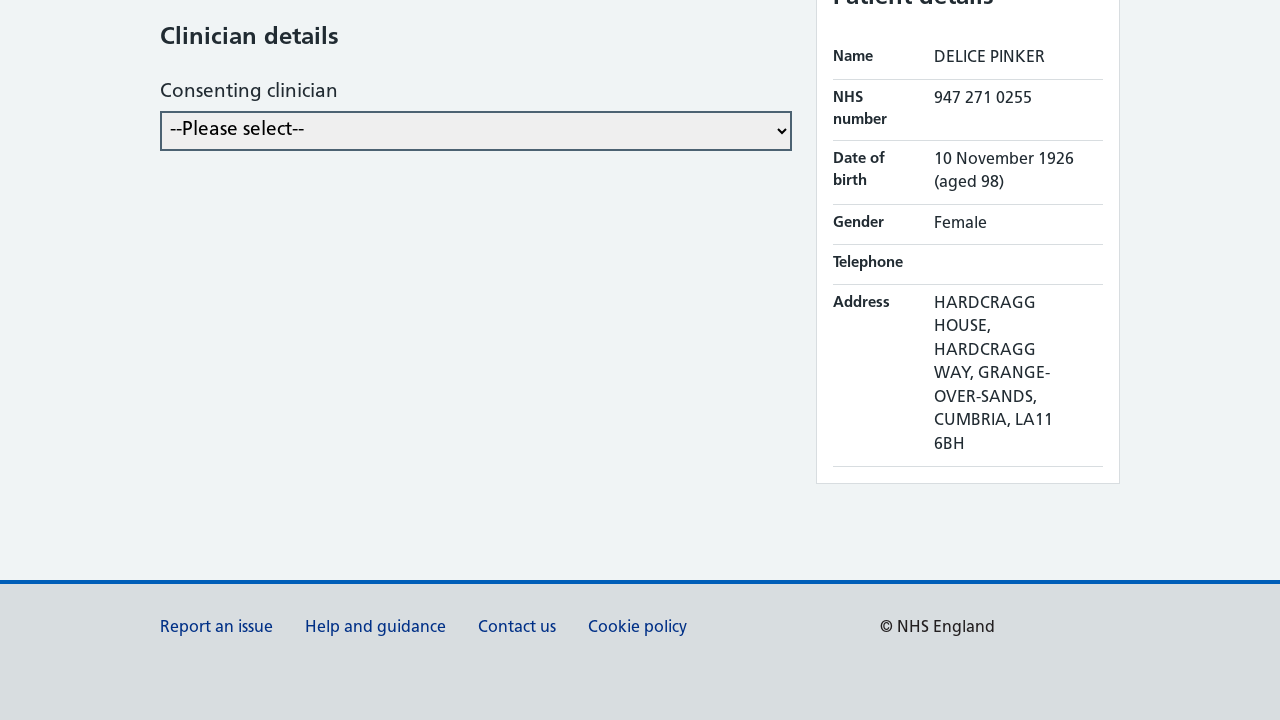 Clinician details
Consenting clinician
--Please select--
Name DELICE PINKER
NHS number 947 271 0255
Date of birth 10 November 1926 (aged 98)
Gender Female
Telephone
Address HARDCRAGG
HOUSE,
HARDCRAGG
WAY, GRANGE-
OVER-SANDS,
CUMBRIA, LA11
6BH
Report an issue Help and guidance Contact us Cookie policy © NHS England